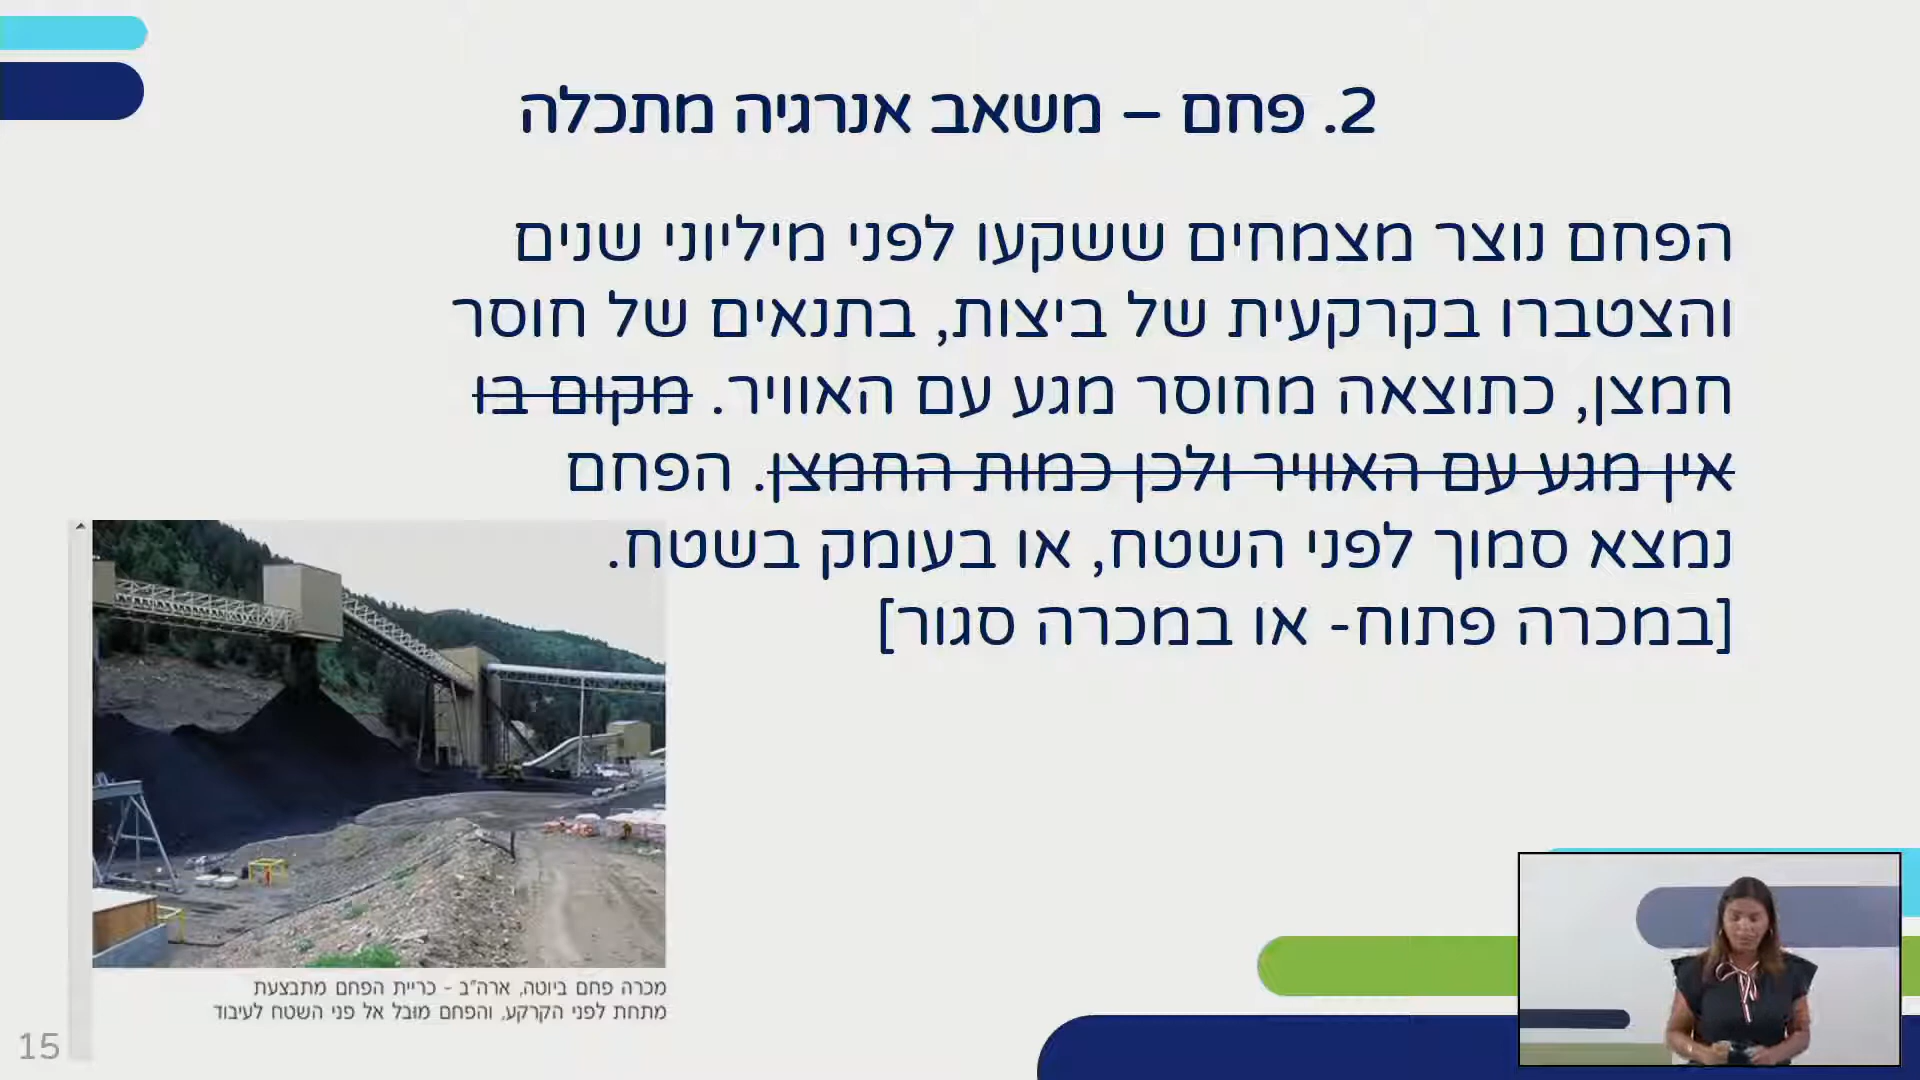 2. פחם – משאב אנרגיה מתכלה
הפחם נוצר מצמחים ששקעו לפני מיליוני שנים
והצטברו בקרקעית של ביצות, בתנאים של חוסר
חמצן, כתוצאה מחוסר מגע עם האוויר. מקום בו
אין מגע עם האוויר ולכן כמות החמצן. הפחם
נמצא סמוך לפני השטח, או בעומק בשטח.
[במכרה פתוח- או במכרה סגור]
מכרה פחם ביוטה, ארה"ב - כריית הפחם מתבצעת
מתחת לפני הקרקע, והפחם מובל אל פני השטח לעיבוד
15